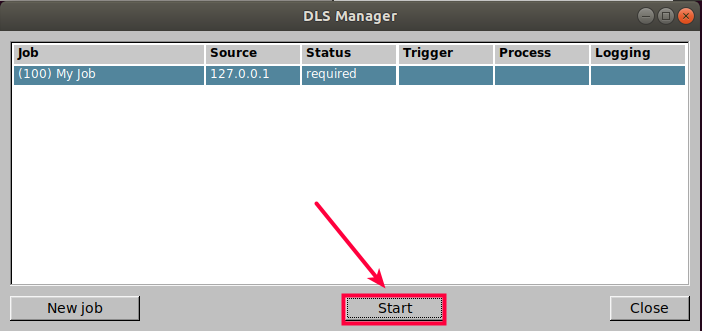 DLS Manager
Job Source Status Trigger Process Logging
(100) My Job 127.0.0.1 required
New job Start Close